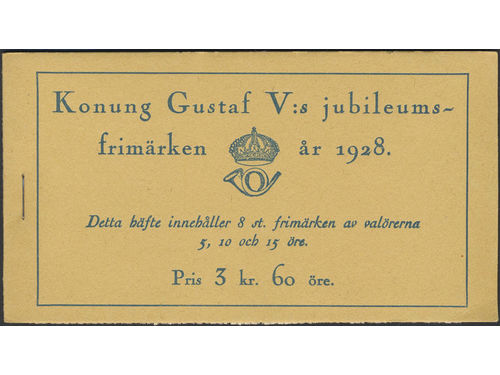 Konung Gustaf V:s jubileums-
frimärken år 1928.
Detta häfte innehåller 8 st. frimärken av valörerna
5, 10 och 15 öre.
Pris 3 kr. 60 öre.